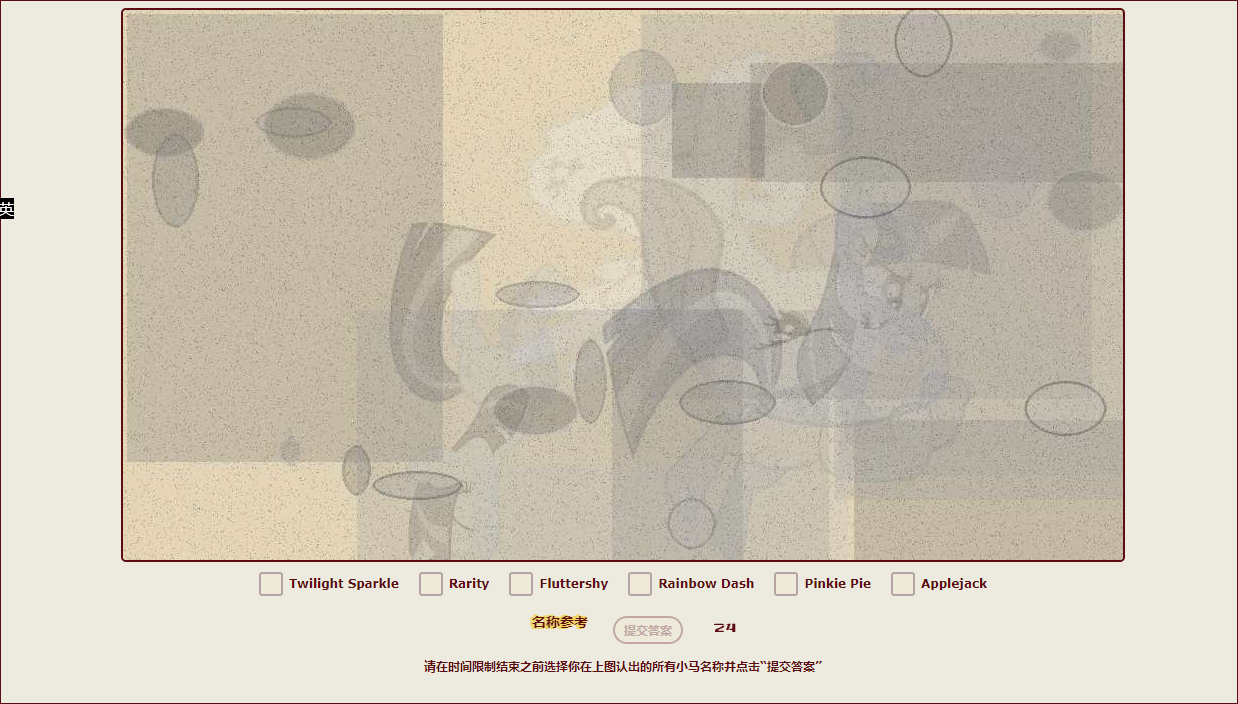 英
Twilight Sparkle Rarity Fluttershy Rainbow Dash Pinkie Pie Applejack
名称参考 提交答案 24
请在时间限制结束之前选择你在上图认出的所有小马名称并点击“提交答案”